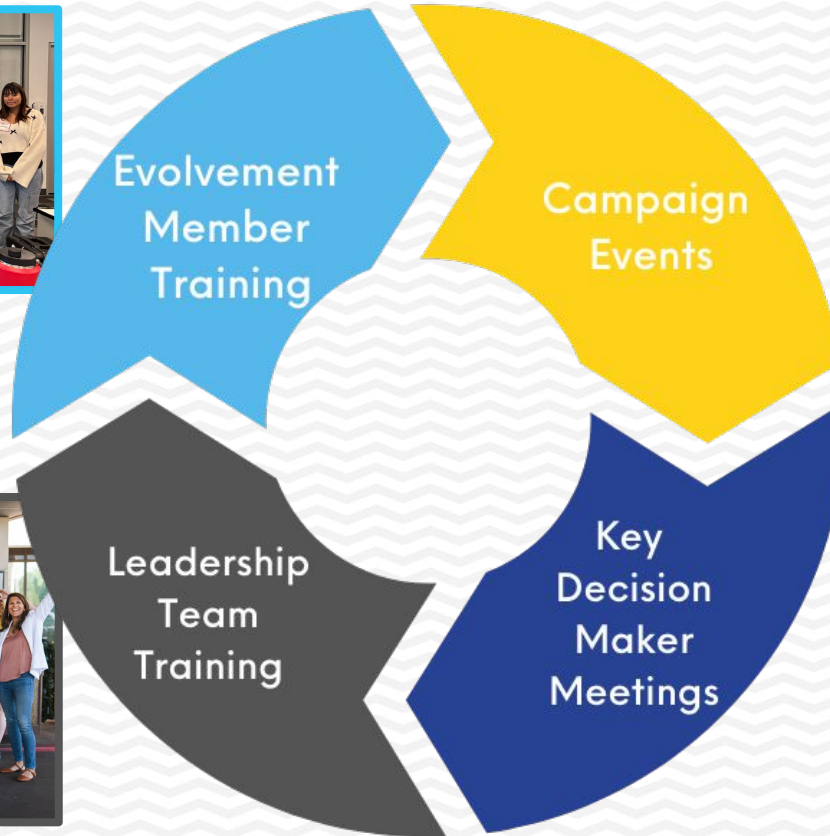 Evolvement
Member
Training
Campaign
Events
Key
Decision
Maker
Meetings
Leadership
Team
Training